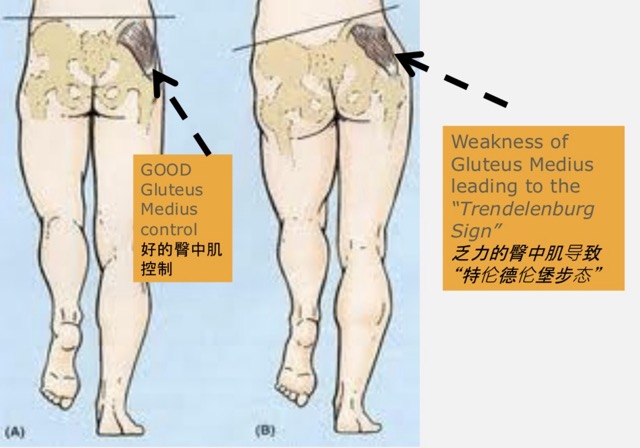 GOOD
Gluteus
Medius
control
好的臀中肌
控制
Weakness of
Gluteus Medius
leading to the
“Trendelenburg
Sign”
乏力的臀中肌导致
“特伦德伦堡步态”
(A)
(B)